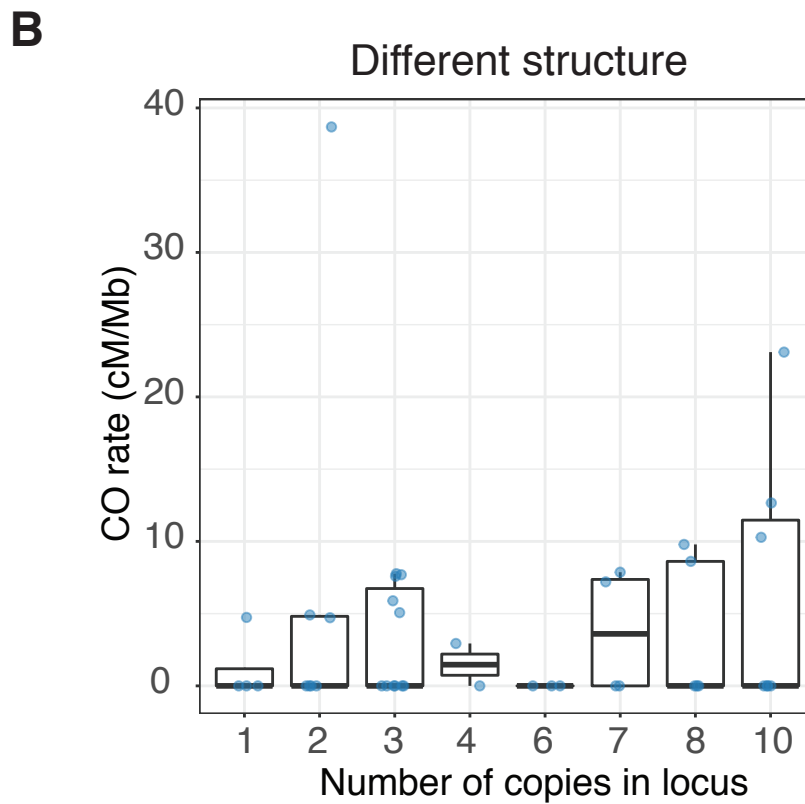 B
Different structure
40
30
20
10
0
CO rate (cM/Mb)
1 2 3 4 6 7 8 10
Number of copies in locus